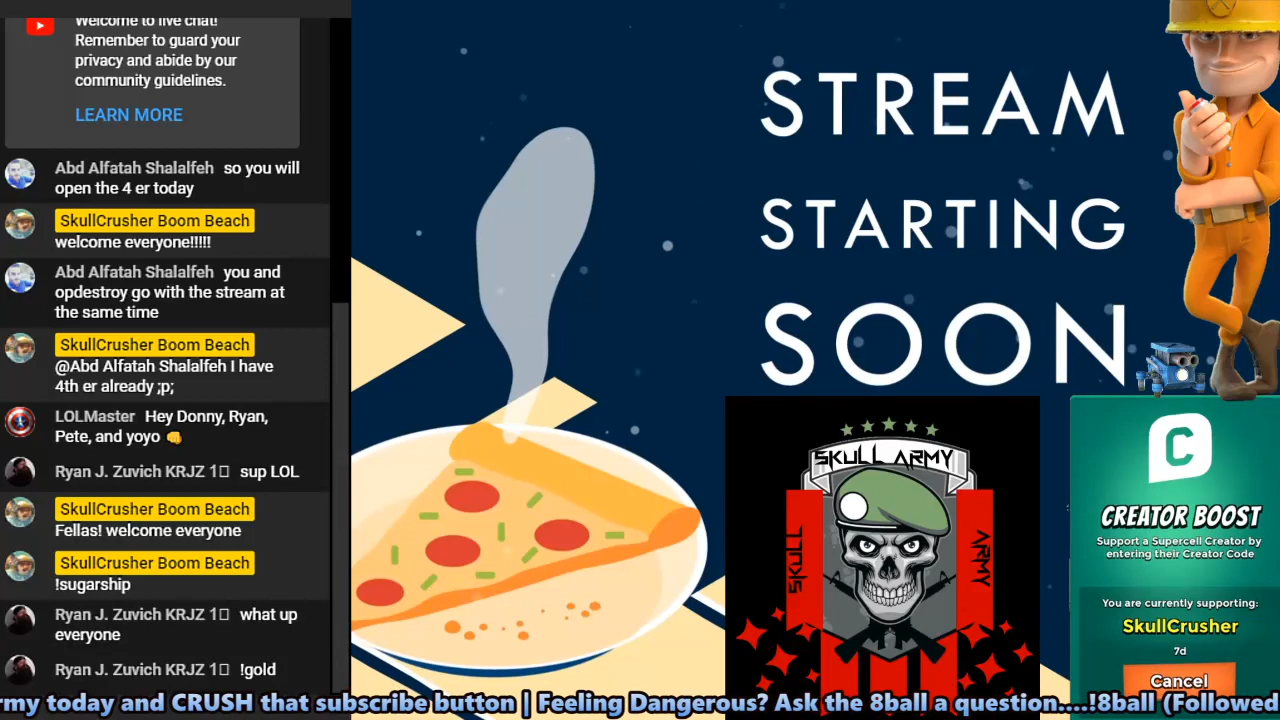 Welcome to live chat!
Remember to guard your
privacy and abide by our
community guidelines.
LEARN MORE
Abd Alfatah Shalalfeh so you will
open the 4 er today
SkullCrusher Boom Beach
welcome everyone!!!!!
Abd Alfatah Shalalfeh you and
opdestroy go with the stream at
the same time
SkullCrusher Boom Beach
@Abd Alfatah Shalalfeh I have
4th er already ;p;
LOLMaster Hey Donny, Ryan,
Pete, and yoyo 👊
Ryan J. Zuvich KRJZ 1 sup LOL
SkullCrusher Boom Beach
Fellas! welcome everyone
SkullCrusher Boom Beach
!sugarship
Ryan J. Zuvich KRJZ 1 what up
everyone
Ryan J. Zuvich KRJZ 1 !gold
STREAM
STARTING
SOON
SKULL ARMY
SKULL
ARMY
C
CREATOR BOOST
Support a Supercell Creator by
entering their Creator Code
You are currently supporting:
SkullCrusher
7d
Cancel
rmy today and CRUSH that subscribe button | Feeling Dangerous? Ask the 8ball a question....!8ball (Followed